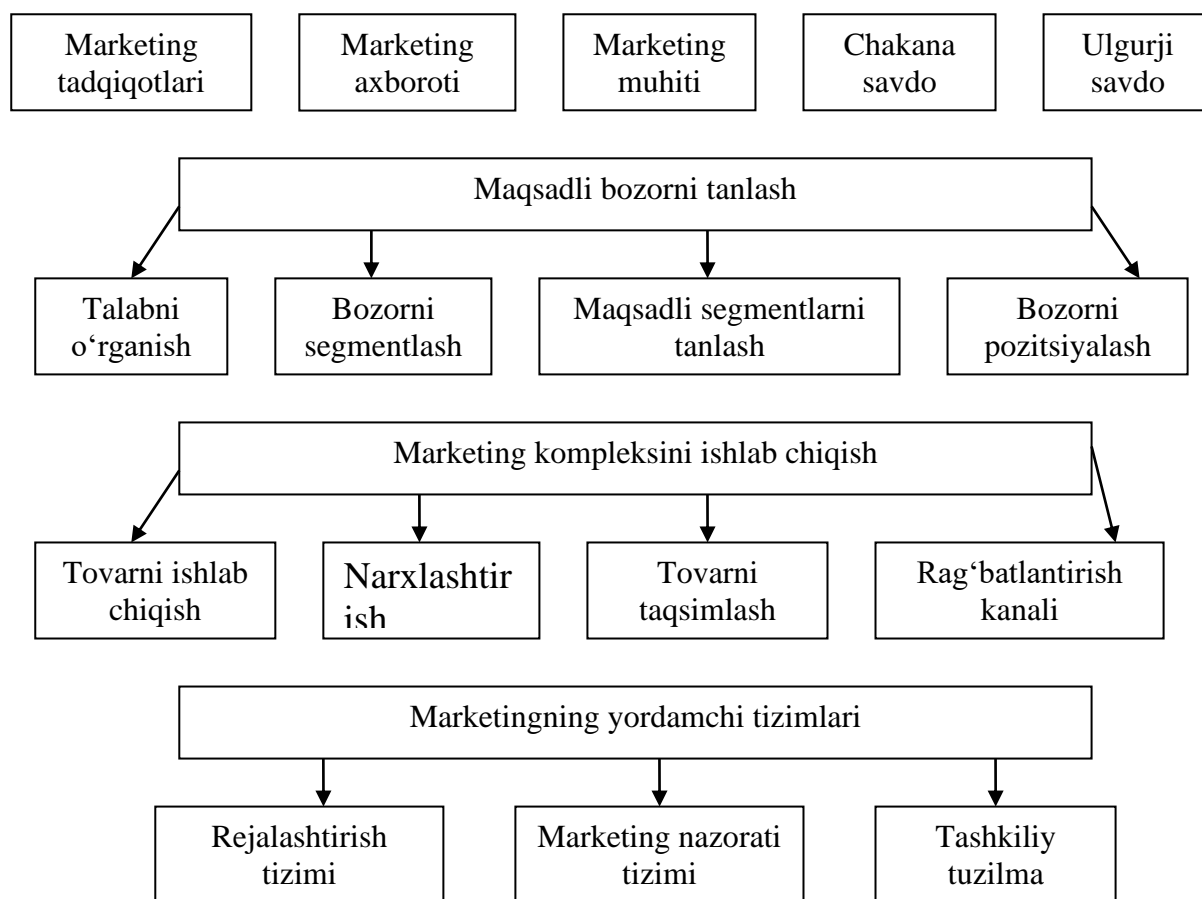 Marketing
tadqiqotlari
Marketing
axboroti
Marketing
muhiti
Chakana
savdo
Ulgurji
savdo
Maqsadli bozorni tanlash
Talabni
o‘rganish
Bozorni
segmentlash
Maqsadli segmentlarni
tanlash
Bozorni
pozitsiyalash
Marketing kompleksini ishlab chiqish
Tovarni ishlab
chiqish
Narxlashtir
ish
Tovarni
taqsimlash
Rag‘batlantirish
kanali
Marketingning yordamchi tizimlari
Rejalashtirish
tizimi
Marketing nazorati
tizimi
Tashkiliy
tuzilma